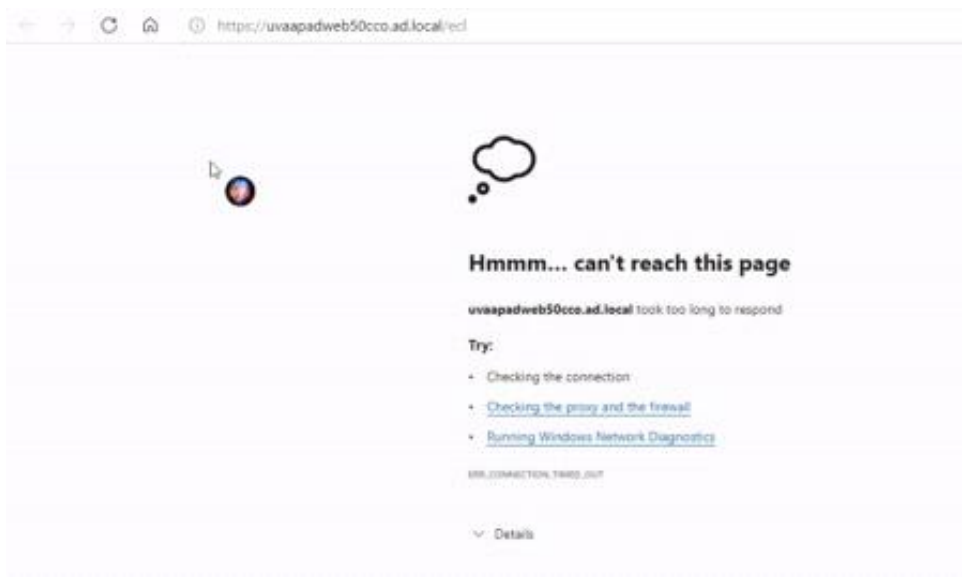 https://uvaapadweb50cco.ad.local/ecl
Hmmm... can't reach this page
uvaapadweb50cco.ad.local took too long to respond
Try:
• Checking the connection
• Checking the proxy and the firewall
• Running Windows Network Diagnostics
ERR_CONNECTION_TIMED_OUT
Details